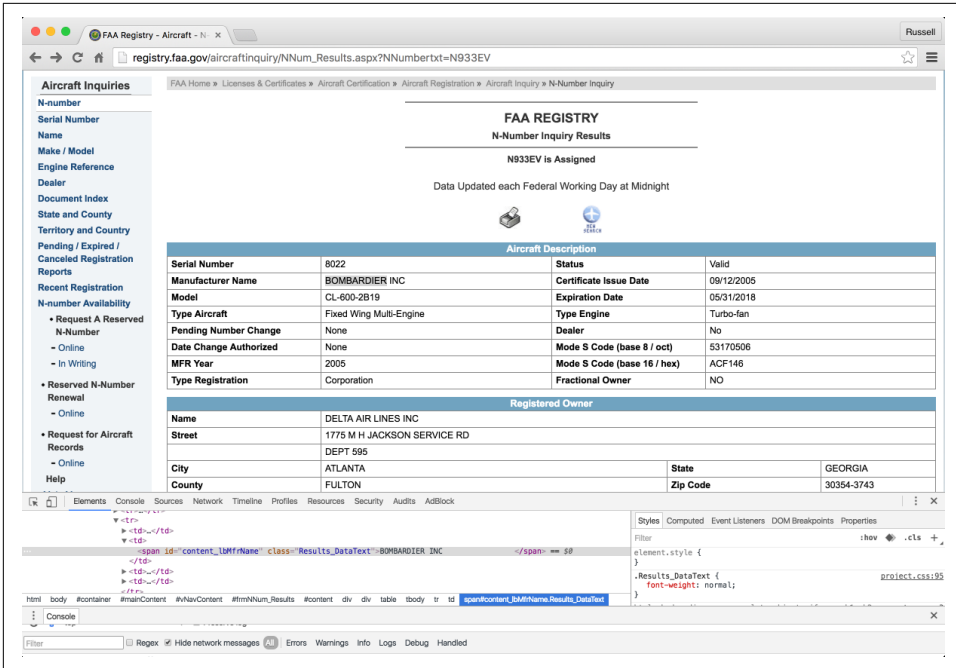 FAA Registry - Aircraft - N- ×
Russell
registry.faa.gov/aircraftinquiry/NNum_Results.aspx?NNumbertxt=N933EV
Aircraft Inquiries
N-number
Serial Number
Name
Make / Model
Engine Reference
Dealer
Document Index
State and County
Territory and Country
Pending / Expired /
Canceled Registration
Reports
Recent Registration
N-number Availability
• Request A Reserved
N-Number
- Online
- In Writing
• Reserved N-Number
Renewal
- Online
• Request for Aircraft
Records
- Online
Help
FAA Home » Licenses & Certificates » Aircraft Certification » Aircraft Registration » Aircraft Inquiry » N-Number Inquiry
FAA REGISTRY
N-Number Inquiry Results
N933EV is Assigned
Data Updated each Federal Working Day at Midnight
NEW
SEARCH
Aircraft Description
Serial Number 8022 Status Valid
Manufacturer Name BOMBARDIER INC Certificate Issue Date 09/12/2005
Model CL-600-2B19 Expiration Date 05/31/2018
Type Aircraft Fixed Wing Multi-Engine Type Engine Turbo-fan
Pending Number Change None Dealer No
Date Change Authorized None Mode S Code (base 8 / oct) 53170506
MFR Year 2005 Mode S Code (base 16 / hex) ACF146
Type Registration Corporation Fractional Owner NO
Registered Owner
Name DELTA AIR LINES INC
Street 1775 M H JACKSON SERVICE RD
DEPT 595
City ATLANTA State GEORGIA
County FULTON Zip Code 30354-3743
Elements Console Sources Network Timeline Profiles Resources Security Audits AdBlock
▼<tr>
▶<td>…</td>
▼<td>
<span id="content_lbMfrName" class="Results_DataText">BOMBARDIER INC </span> == $0
</td>
▶<td>…</td>
▶<td>…</td>
</tr>
Styles Computed Event Listeners DOM Breakpoints Properties
Filter :hov .cls +
element.style {
}
.Results_DataText { project.css:95
font-weight: normal;
}
html body #container #mainContent #vNavContent #frmNNum_Results #content div div table tbody tr td span#content_lbMfrName.Results_DataText
Console
Filter Regex Hide network messages All Errors Warnings Info Logs Debug Handled